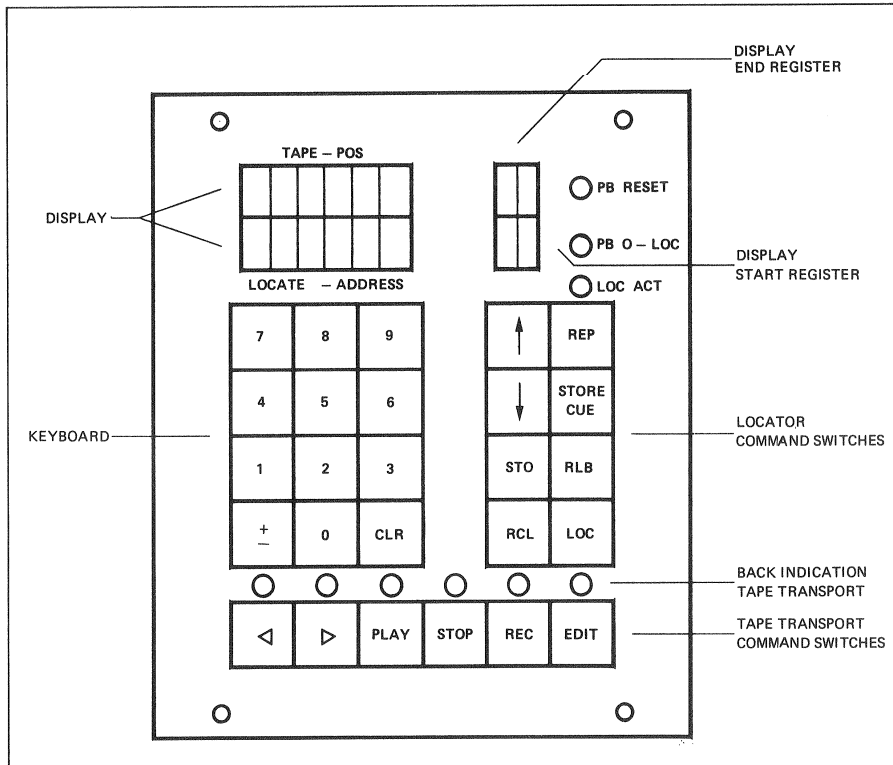 DISPLAY
END REGISTER
TAPE – POS
PB RESET
DISPLAY
PB O – LOC
DISPLAY
START REGISTER
LOCATE – ADDRESS
LOC ACT
7 8 9
↑ REP
4 5 6
↓ STORE
CUE
KEYBOARD
LOCATOR
COMMAND SWITCHES
1 2 3
STO RLB
+
− 0 CLR
RCL LOC
BACK INDICATION
TAPE TRANSPORT
◁ ▷ PLAY STOP REC EDIT
TAPE TRANSPORT
COMMAND SWITCHES